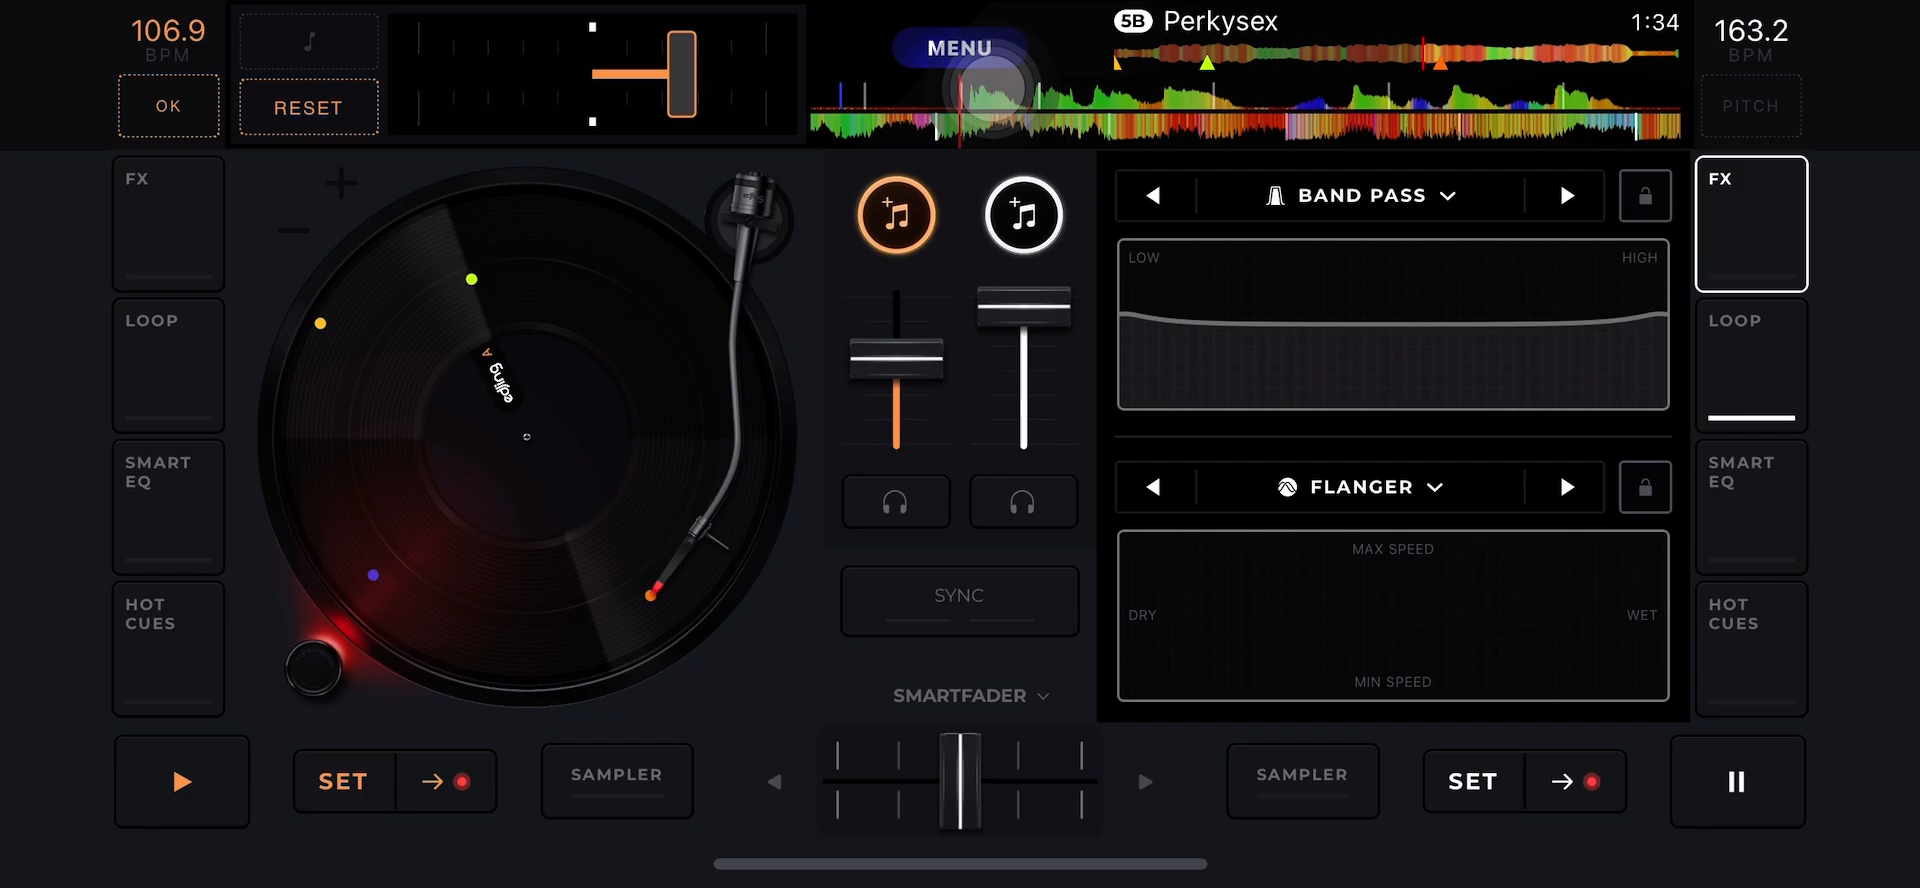 106.9
BPM
OK
RESET
MENU
5B Perkysex
1:34
163.2
BPM
PITCH
FX
LOOP
SMART
EQ
HOT
CUES
A
edjing
BAND PASS
LOW
HIGH
FLANGER
MAX SPEED
DRY
WET
MIN SPEED
FX
LOOP
SMART
EQ
HOT
CUES
SYNC
SMARTFADER
SET
SAMPLER
SAMPLER
SET